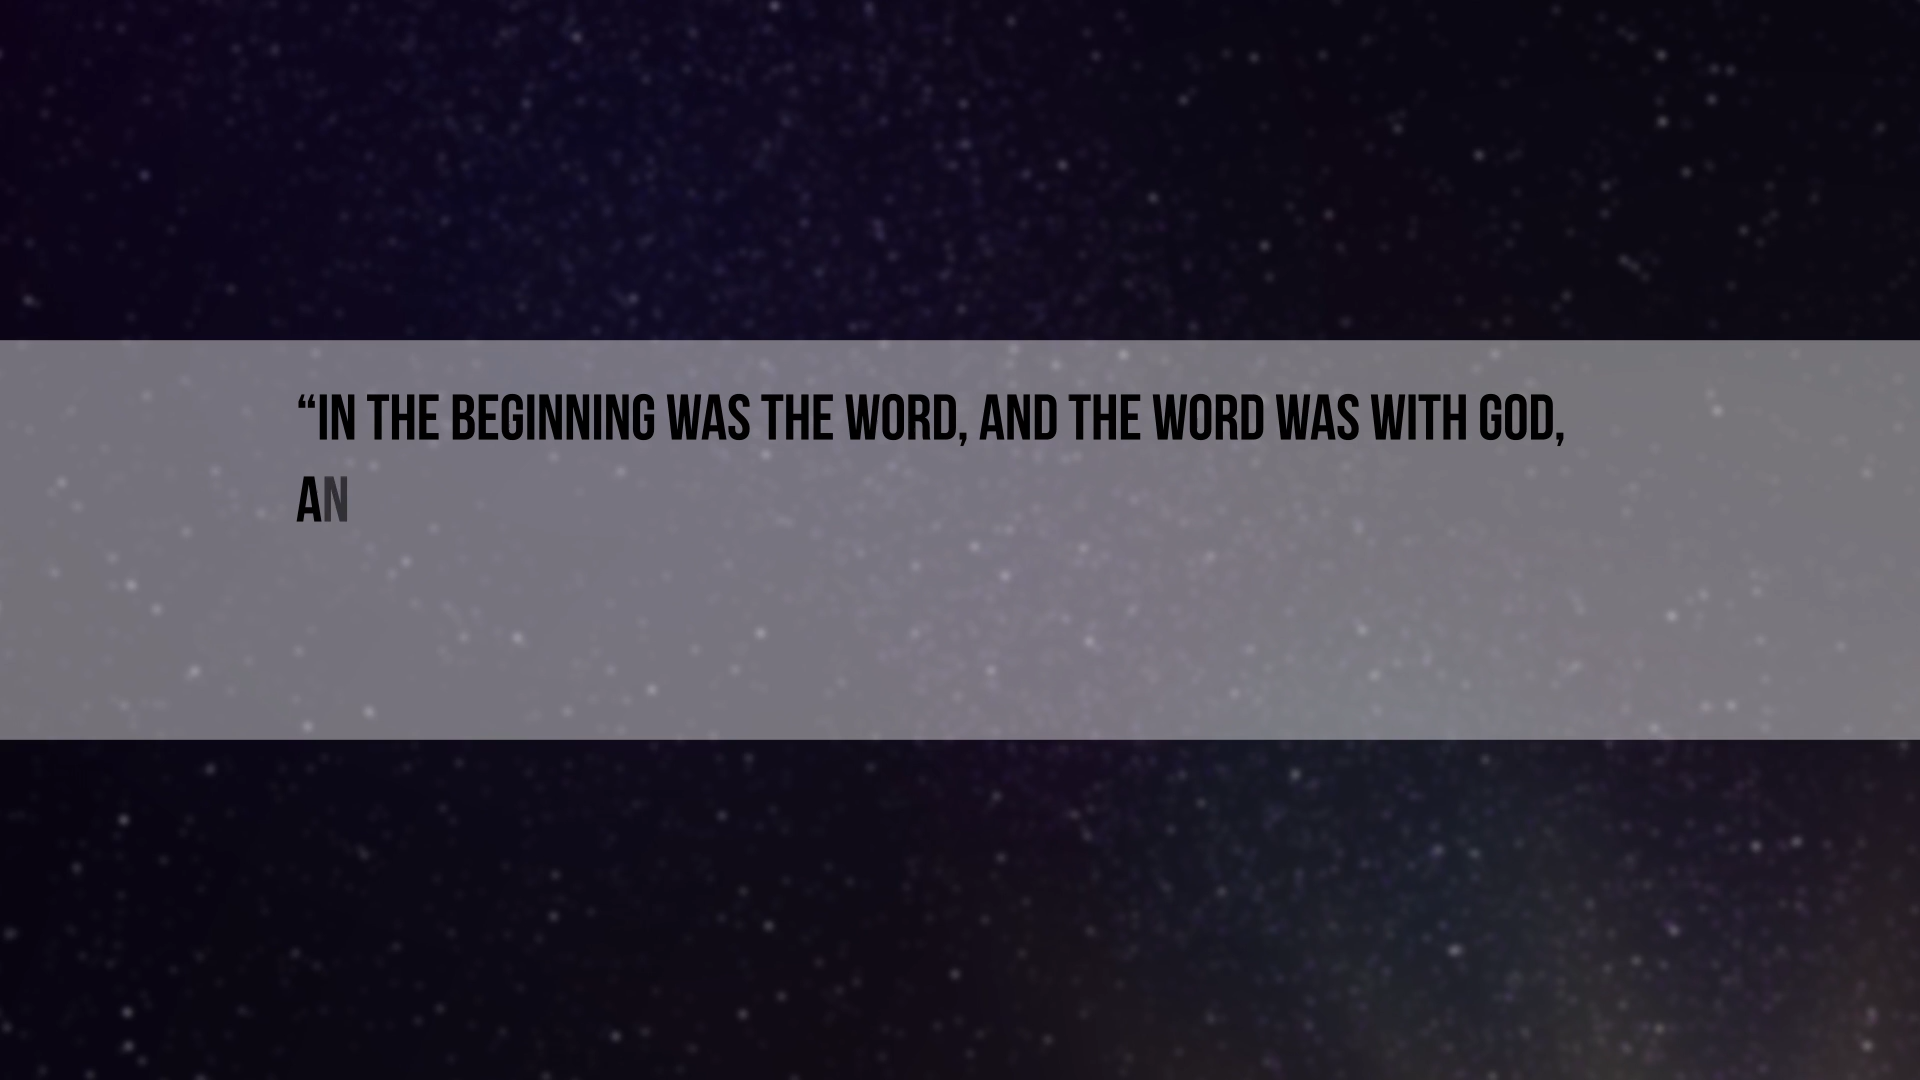 “IN THE BEGINNING WAS THE WORD, AND THE WORD WAS WITH GOD,
AN